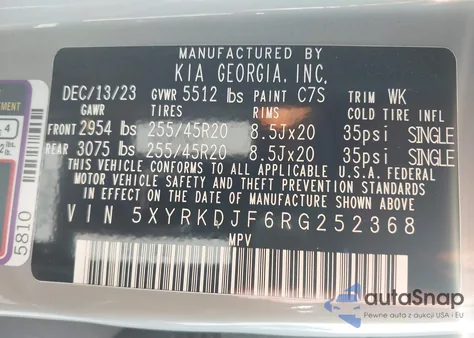 MANUFACTURED BY
KIA GEORGIA, INC.
DEC/13/23 GVWR 5512 lbs PAINT C7S TRIM WK
GAWR TIRES RIMS COLD TIRE INFL
FRONT 2954 lbs 255/45R20 8.5Jx20 35psi SINGLE
REAR 3075 lbs 255/45R20 8.5Jx20 35psi SINGLE
THIS VEHICLE CONFORMS TO ALL APPLICABLE U.S.A. FEDERAL
MOTOR VEHICLE SAFETY AND THEFT PREVENTION STANDARDS IN
EFFECT ON THE DATE OF MANUFACTURE SHOWN ABOVE.
VIN 5XYRKDJF6RG252368
MPV
5810
4
lbs.
autoSnap
Pewne auta z aukcji USA i EU